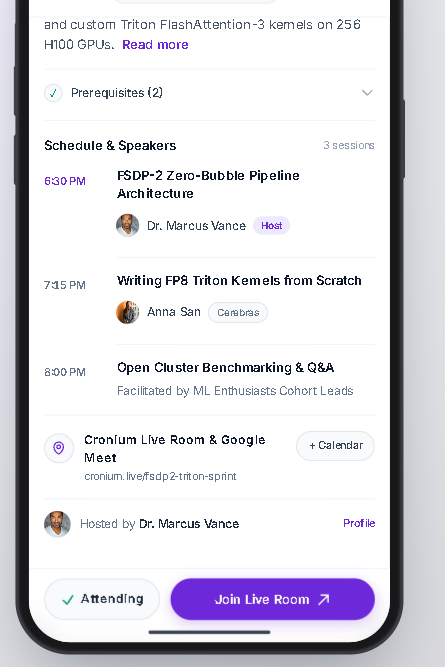 and custom Triton FlashAttention-3 kernels on 256
H100 GPUs. Read more
Prerequisites (2)
Schedule & Speakers
3 sessions
6:30 PM
FSDP-2 Zero-Bubble Pipeline
Architecture
Dr. Marcus Vance Host
7:15 PM
Writing FP8 Triton Kernels from Scratch
Anna San Cerebras
8:00 PM
Open Cluster Benchmarking & Q&A
Facilitated by ML Enthusiasts Cohort Leads
Cronium Live Room & Google
Meet
cronium.live/fsdp2-triton-sprint
+ Calendar
Hosted by Dr. Marcus Vance
Profile
Attending
Join Live Room